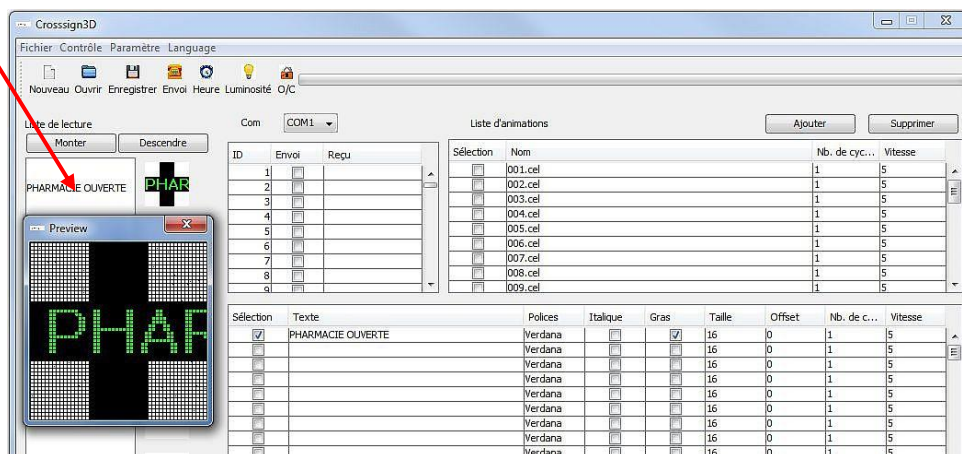 Crosssign3D
Fichier Contrôle Paramètre Language
Nouveau Ouvrir Enregistrer Envoi Heure Luminosité O/C
Liste de lecture
Monter Descendre
PHARMACIE OUVERTE
PHAR
Preview
PHAR
Com COM1
ID Envoi Reçu
1
2
3
4
5
6
7
8
9
Liste d'animations Ajouter Supprimer
Sélection Nom Nb. de cyc... Vitesse
001.cel 1 5
002.cel 1 5
003.cel 1 5
004.cel 1 5
005.cel 1 5
006.cel 1 5
007.cel 1 5
008.cel 1 5
009.cel 1 5
Sélection Texte Polices Italique Gras Taille Offset Nb. de c... Vitesse
PHARMACIE OUVERTE Verdana 16 0 1 5
Verdana 16 0 1 5
Verdana 16 0 1 5
Verdana 16 0 1 5
Verdana 16 0 1 5
Verdana 16 0 1 5
Verdana 16 0 1 5
Verdana 16 0 1 5
Verdana 16 0 1 5